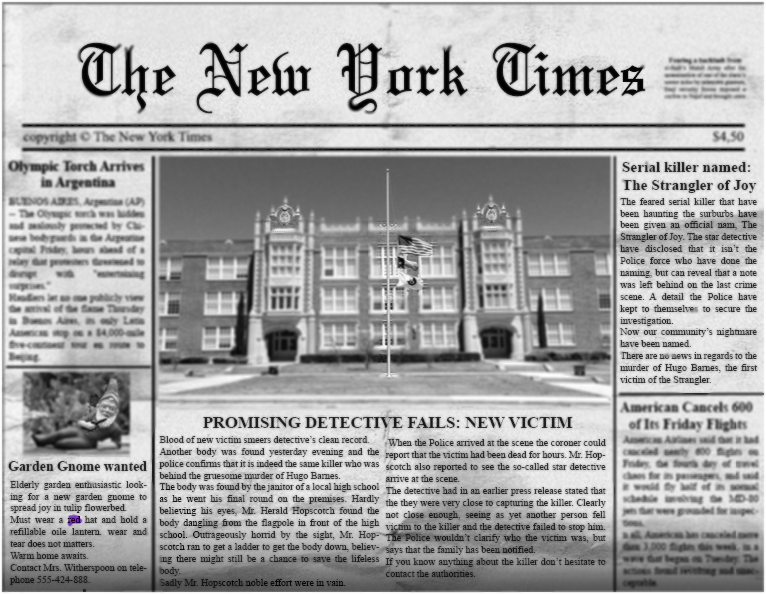 The New York Times
copyright © The New York Times
$4,50
Olympic Torch Arrives
in Argentina
BUENOS AIRES, Argentina (AP)
– The Olympic torch was hidden
and zealously protected by Chi-
nese bodyguards in the Argentine
capital Friday, hours ahead of a
relay that protesters threatened to
disrupt with "entertaining
surprises."
Handlers let no one publicly view
the arrival of the flame Thursday
in Buenos Aires, its only Latin
American stop on a 84,000-mile
five-continent tour en route to
Beijing.
Garden Gnome wanted
Elderly garden enthusiastic look-
ing for a new garden gnome to
spread joy in tulip flowerbed.
Must wear a red hat and hold a
refillable oile lantern. wear and
tear does not matters.
Warm home awaits.
Contact Mrs. Witherspoon on tele-
phone 555-424-888.
PROMISING DETECTIVE FAILS: NEW VICTIM
Blood of new victim smeers detective's clean record.
Another body was found yesterday evening and the
police confirms that it is indeed the same killer who was
behind the gruesome murder of Hugo Barnes.
The body was found by the janitor of a local high school
as he went his final round on the premises. Hardly
believing his eyes, Mr. Herald Hopscotch found the
body dangling from the flagpole in front of the high
school. Outrageously horrid by the sight, Mr. Hop-
scotch ran to get a ladder to get the body down, believ-
ing there might still be a chance to save the lifeless
body.
Sadly Mr. Hopscotch noble effort were in vain.
When the Police arrived at the scene the coroner could
report that the victim had been dead for hours. Mr. Hop-
scotch also reported to see the so-called star detective
arrive at the scene.
The detective had in an earlier press release stated that
the they were very close to capturing the killer. Clearly
not close enough, seeing as yet another person fell
victim to the killer and the detective failed to stop him.
The Police wouldn't clarify who the victim was, but
says that the family has been notified.
If you know anything about the killer don't hesitate to
contact the authorities.
Serial killer named:
The Strangler of Joy
The feared serial killer that have
been haunting the surburbs have
been given an official nam, The
Strangler of Joy. The star detective
have disclosed that it isn't the
Police force who have done the
naming, but can reveal that a note
was left behind on the last crime
scene. A detail the Police have
kept to themselves to secure the
investigation.
Now our community's nightmare
have been named.
There are no news in regards to the
murder of Hugo Barnes, the first
victim of the Strangler.
American Cancels 600
of Its Friday Flights
American Airlines said that it had
canceled nearly 600 flights on
Friday, the fourth day of travel
chaos for its passengers, and said
it would fly half of its normal
schedule involving the MD-80
jets that were grounded for inspec-
tions.
n all, American has canceled more
than 3,000 flights this week, in a
wave that began on Tuesday. The
actions found revolting and unac-
ceptable.